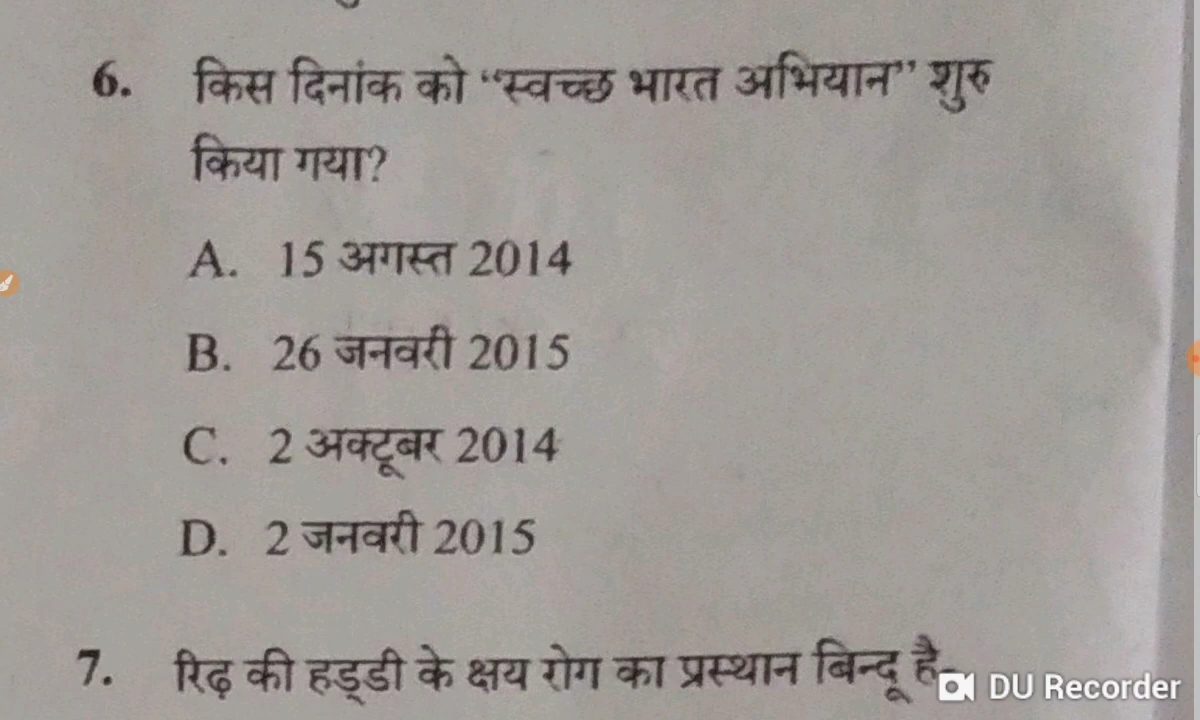 6. किस दिनांक को “स्वच्छ भारत अभियान” शुरु
किया गया?
A. 15 अगस्त 2014
B. 26 जनवरी 2015
C. 2 अक्टूबर 2014
D. 2 जनवरी 2015
7. रिढ़ की हड्डी के क्षय रोग का प्रस्थान बिन्दू है-
DU Recorder